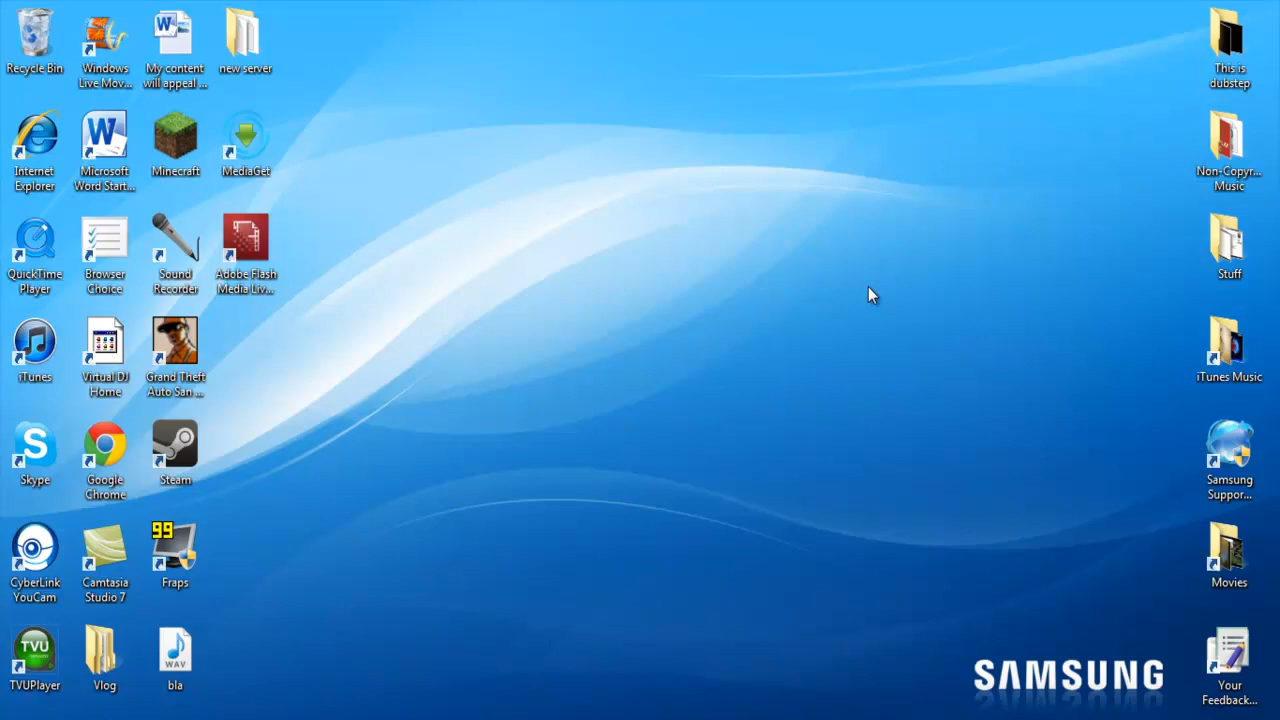 Recycle Bin
Windows
Live Mov...
My content
will appeal ...
new server
This is
dubstep
Internet
Explorer
Microsoft
Word Start...
Minecraft
MediaGet
Non-Copyr...
Music
QuickTime
Player
Browser
Choice
Sound
Recorder
Adobe Flash
Media Liv...
Stuff
iTunes
Virtual DJ
Home
Grand Theft
Auto San ...
iTunes Music
Skype
Google
Chrome
Steam
Samsung
Suppor...
99
CyberLink
YouCam
Camtasia
Studio 7
Fraps
Movies
TVU
TVUPlayer
Vlog
WAV
bla
SAMSUNG
Your
Feedback...